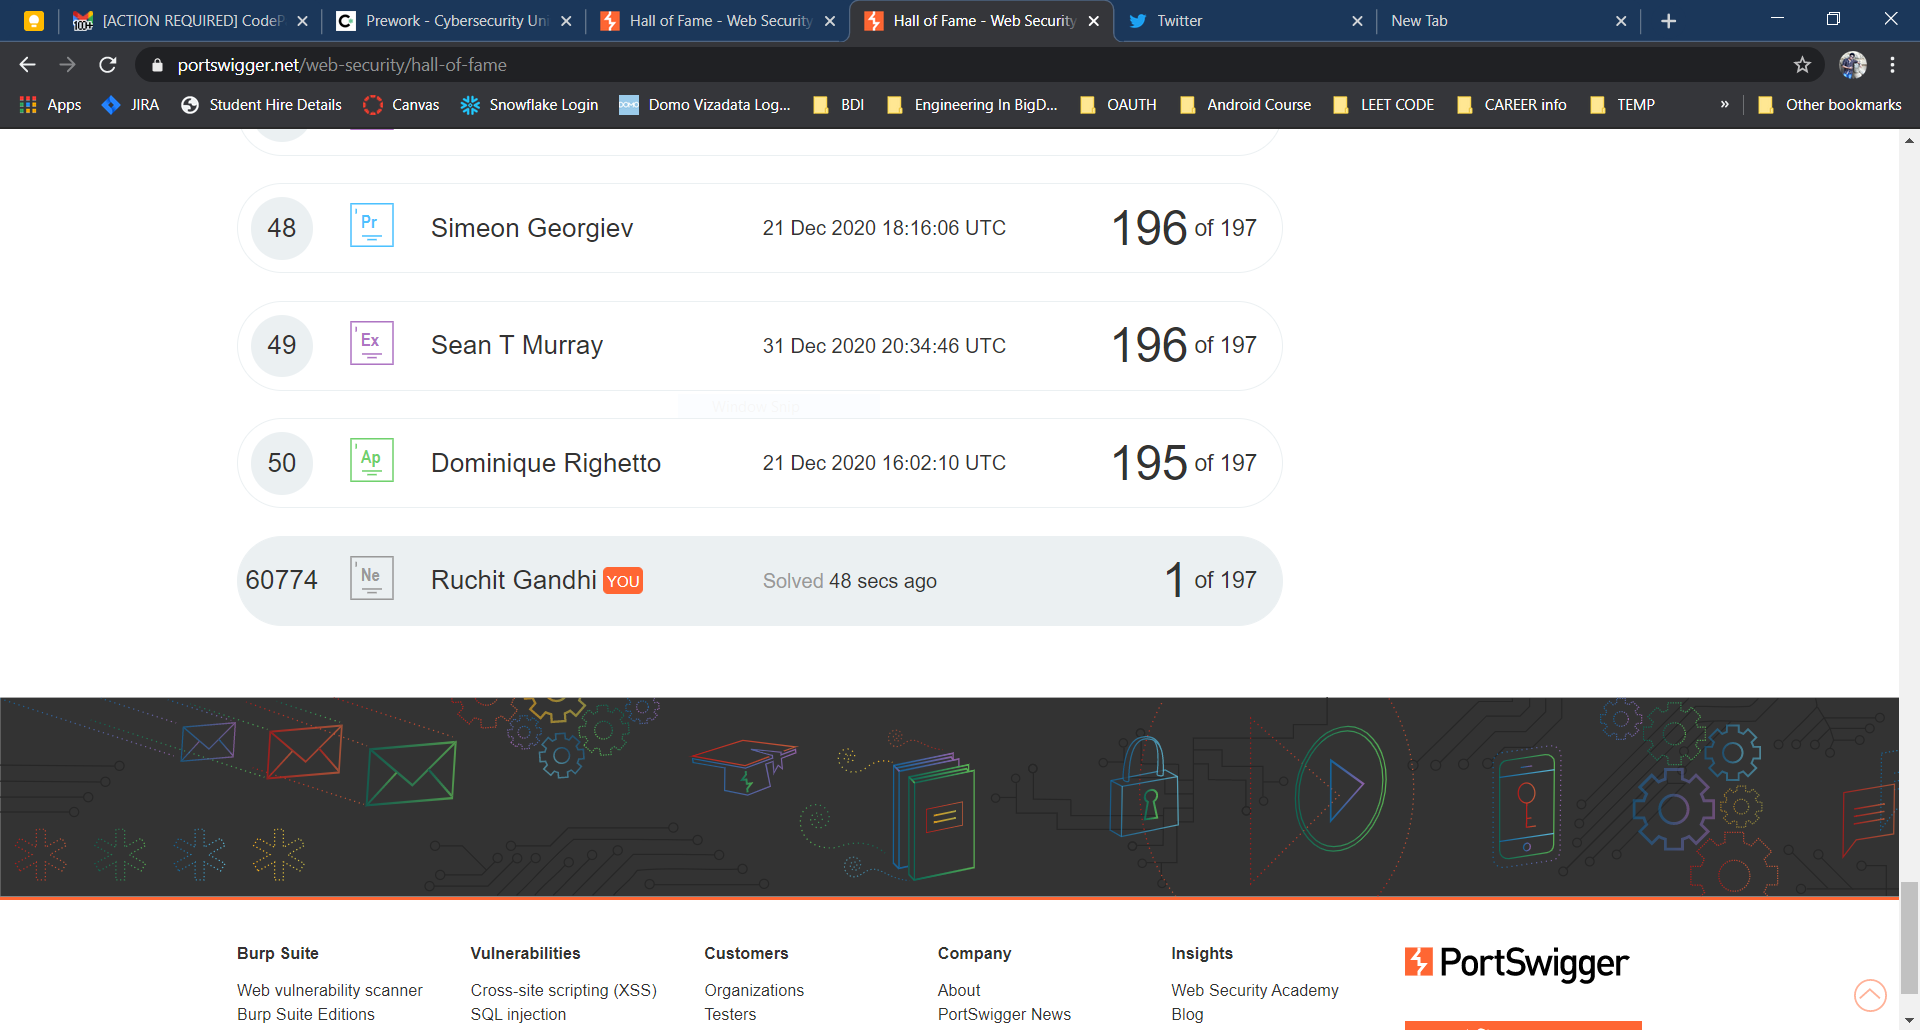 [ACTION REQUIRED] CodeP
Prework - Cybersecurity Uni
Hall of Fame - Web Security
Hall of Fame - Web Security
Twitter
New Tab
100+
portswigger.net/web-security/hall-of-fame
Apps
JIRA
Student Hire Details
Canvas
Snowflake Login
DOMO
Domo Vizadata Log...
BDI
Engineering In BigD...
OAUTH
Android Course
LEET CODE
CAREER info
TEMP
»
Other bookmarks
48
Pr
Simeon Georgiev
21 Dec 2020 18:16:06 UTC
196 of 197
49
Ex
Sean T Murray
31 Dec 2020 20:34:46 UTC
196 of 197
Window Snip
50
Ap
Dominique Righetto
21 Dec 2020 16:02:10 UTC
195 of 197
60774
Ne
Ruchit Gandhi YOU
Solved 48 secs ago
1 of 197
Burp Suite
Web vulnerability scanner
Burp Suite Editions
Vulnerabilities
Cross-site scripting (XSS)
SQL injection
Customers
Organizations
Testers
Company
About
PortSwigger News
Insights
Web Security Academy
Blog
PortSwigger